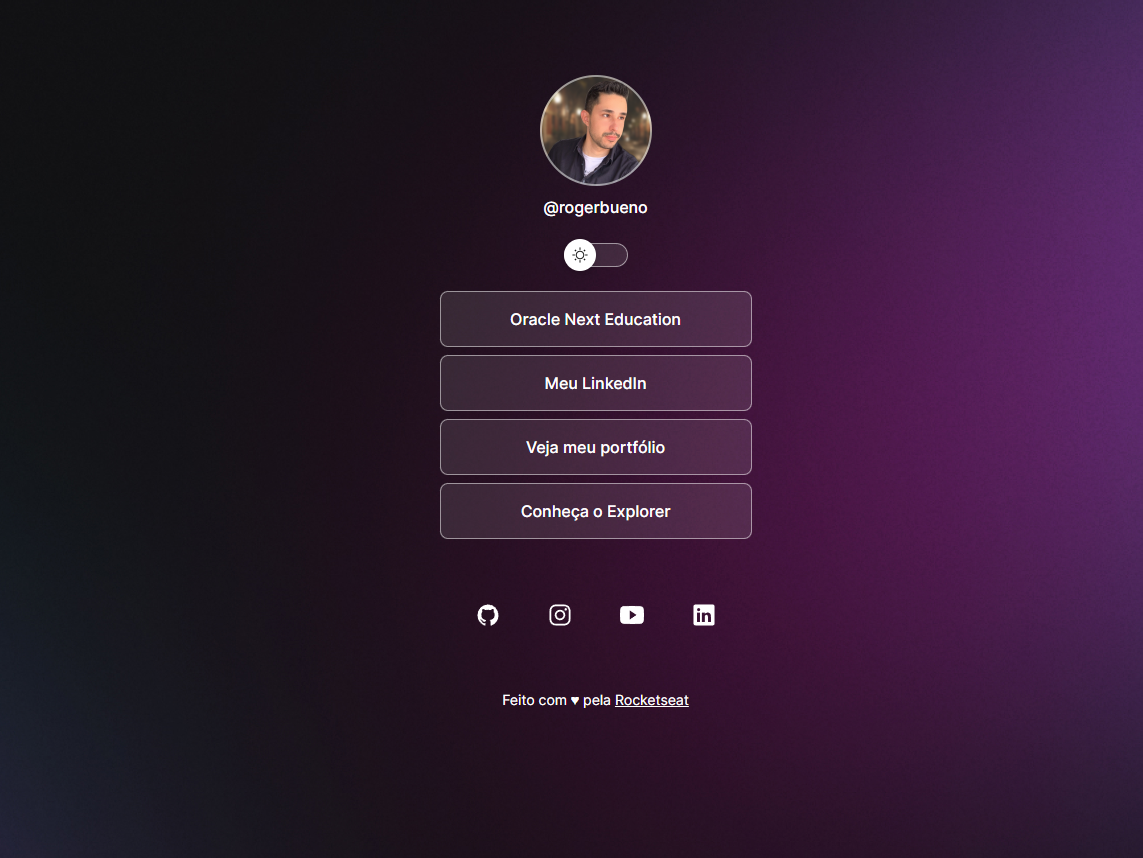 @rogerbueno
Oracle Next Education
Meu LinkedIn
Veja meu portfólio
Conheça o Explorer
Feito com ♥ pela Rocketseat